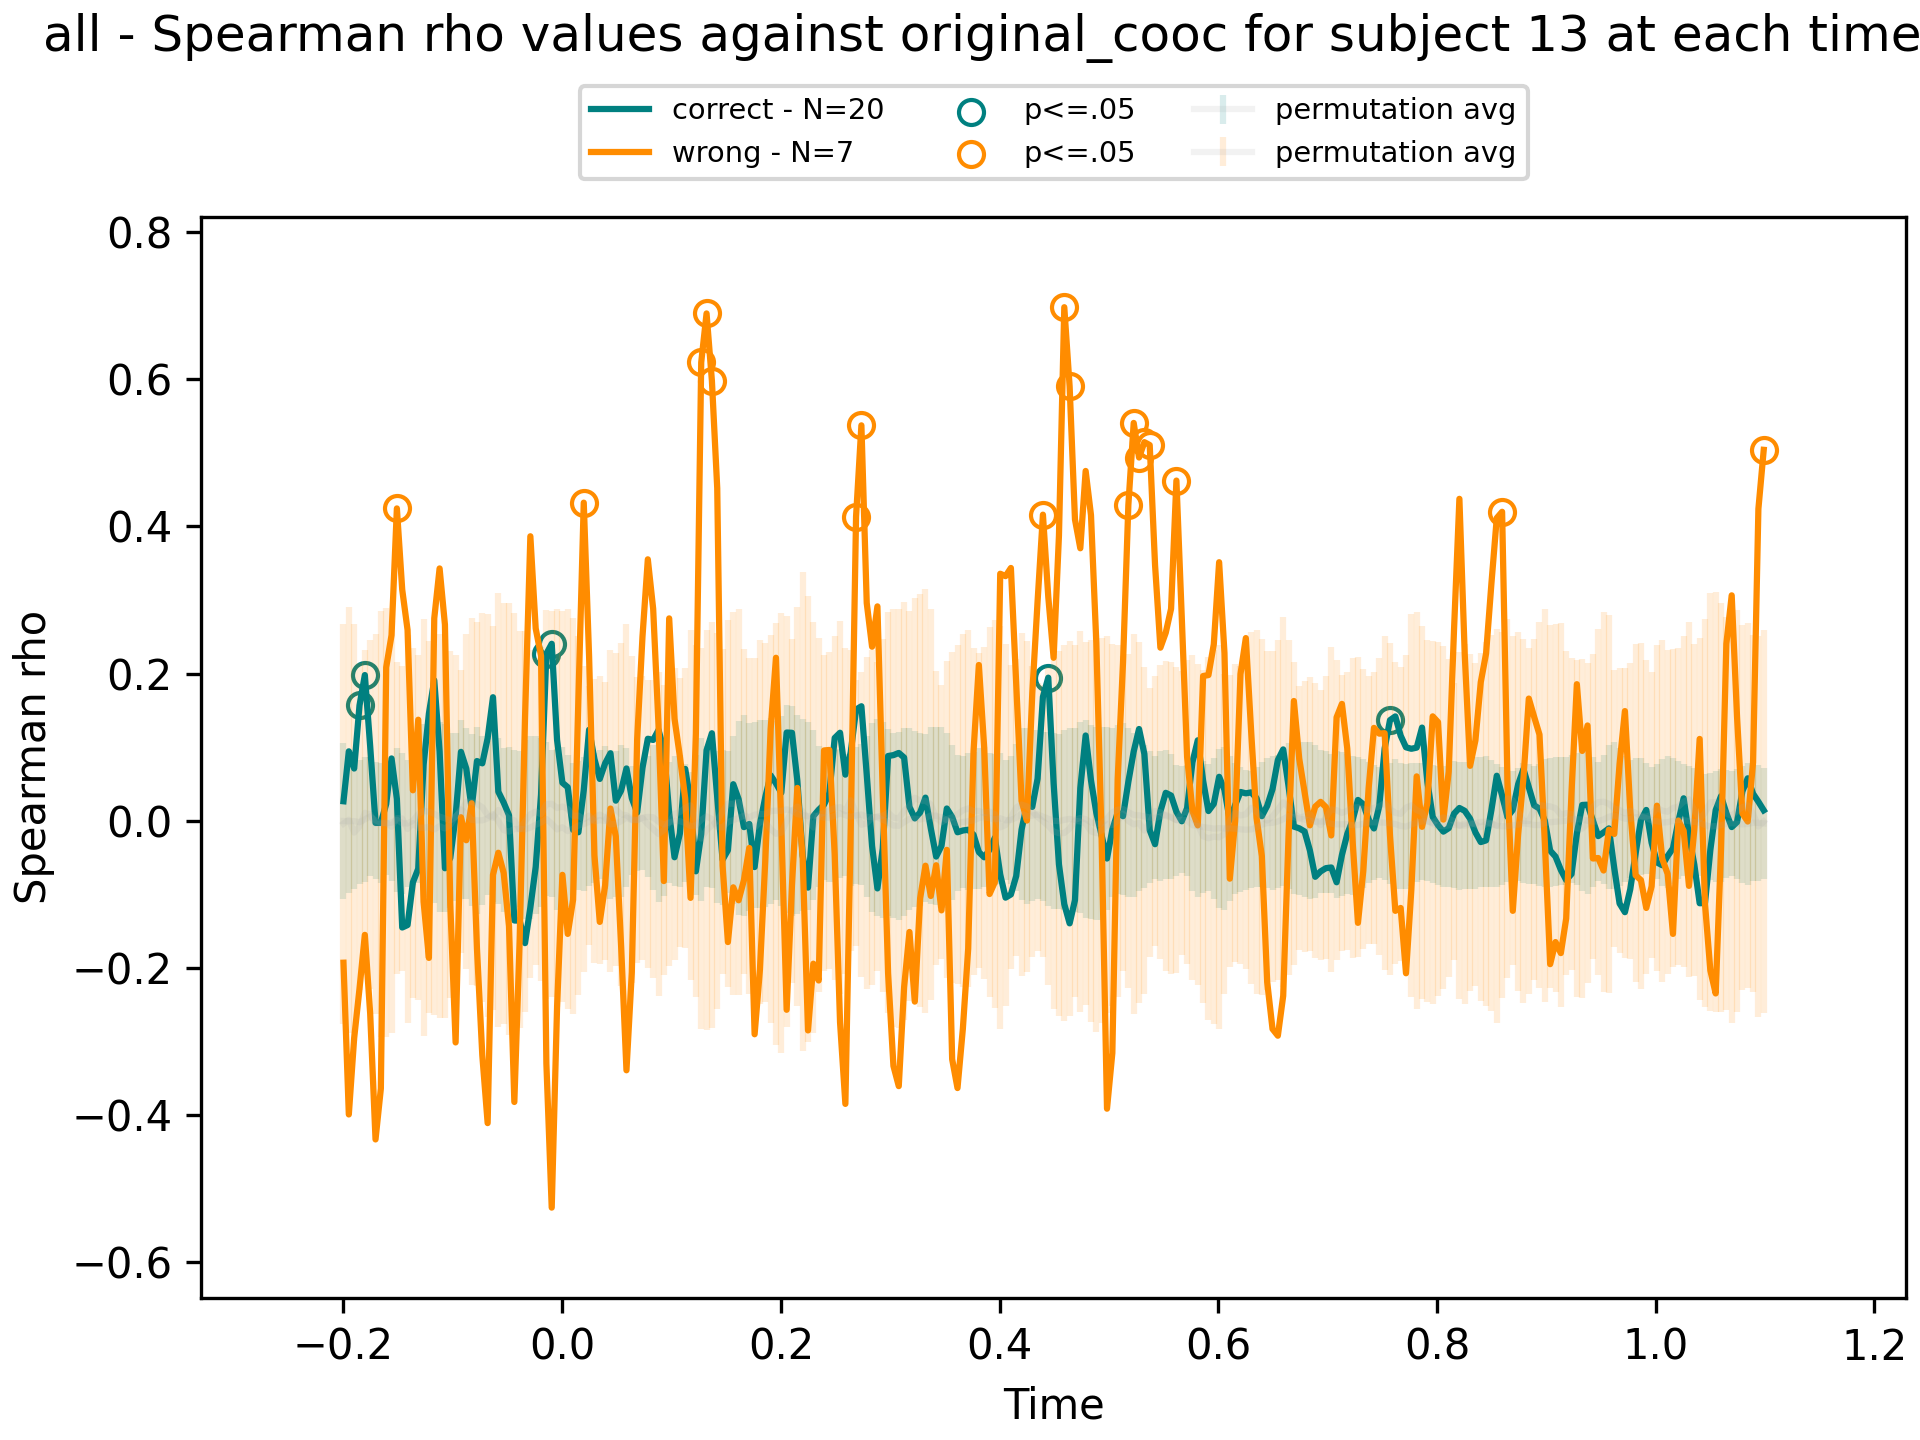 all - Spearman rho values against original_cooc for subject 13 at each time
correct - N=20 p<=.05 permutation avg
wrong - N=7 p<=.05 permutation avg
0.8
0.6
0.4
0.2
0.0
−0.2
−0.4
−0.6
Spearman rho
−0.2 0.0 0.2 0.4 0.6 0.8 1.0 1.2
Time